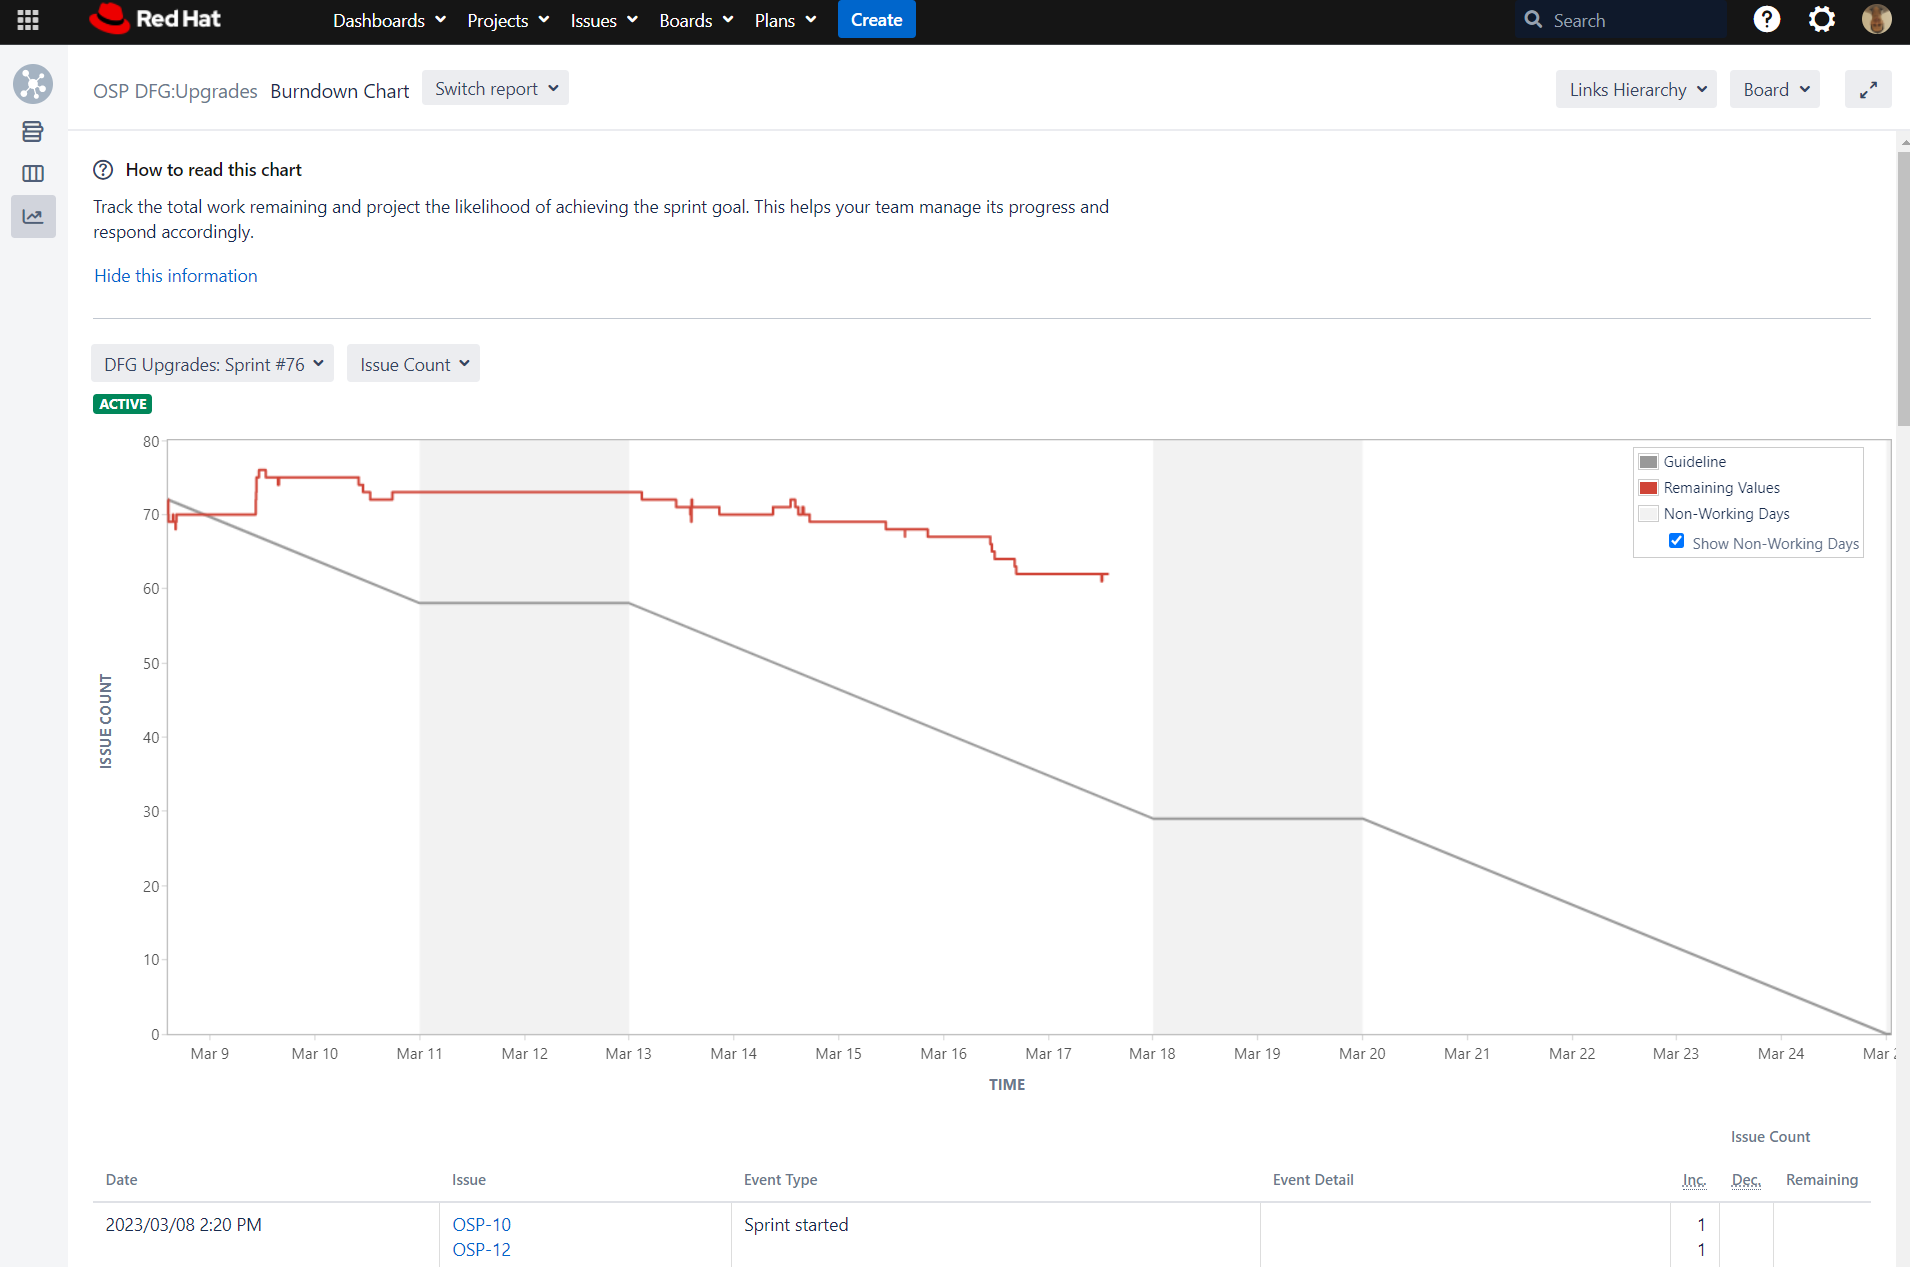 Red Hat Dashboards Projects Issues Boards Plans Create Search
OSP DFG:Upgrades Burndown Chart Switch report Links Hierarchy Board
How to read this chart
Track the total work remaining and project the likelihood of achieving the sprint goal. This helps your team manage its progress and
respond accordingly.
Hide this information
DFG Upgrades: Sprint #76 Issue Count
ACTIVE
80
70
60
50
40
30
20
10
0
ISSUE COUNT
Guideline
Remaining Values
Non-Working Days
Show Non-Working Days
Mar 9 Mar 10 Mar 11 Mar 12 Mar 13 Mar 14 Mar 15 Mar 16 Mar 17 Mar 18 Mar 19 Mar 20 Mar 21 Mar 22 Mar 23 Mar 24 Mar
TIME
Issue Count
Date Issue Event Type Event Detail Inc. Dec. Remaining
2023/03/08 2:20 PM OSP-10 Sprint started 1
OSP-12 1